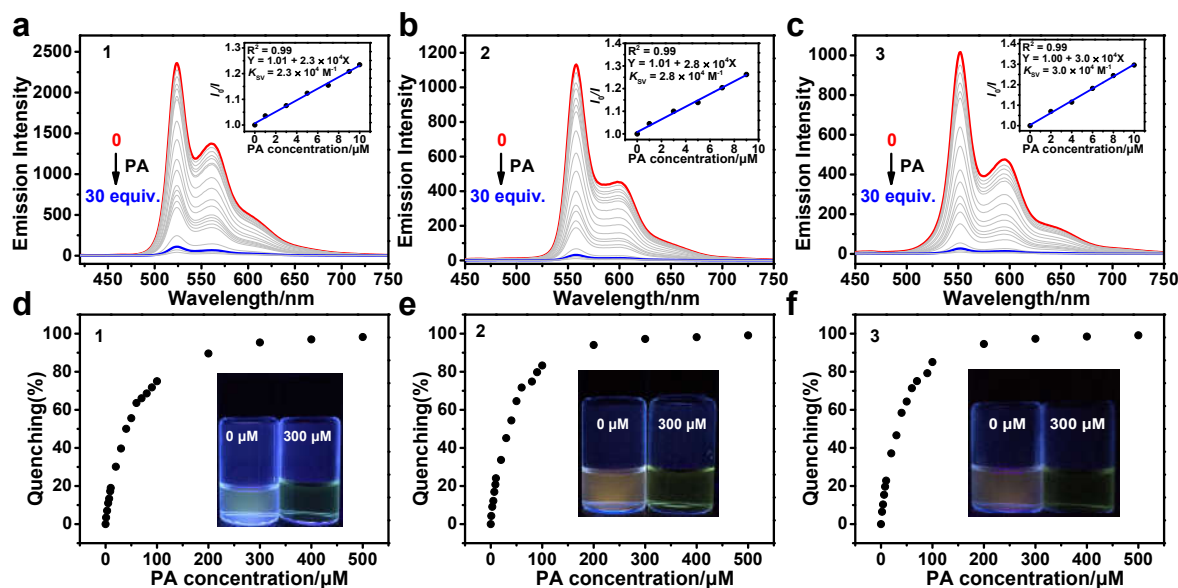 a
1
R² = 0.99
Y = 1.01 + 2.3 × 10⁴X
K_SV = 2.3 × 10⁴ M⁻¹
I₀/I
1.3
1.2
1.1
1.0
0 2 4 6 8 10
PA concentration/µM
0
PA
30 equiv.
Emission Intensity
2500
2000
1500
1000
500
0
450 500 550 600 650 700 750
Wavelength/nm
b
2
R² = 0.99
Y = 1.01 + 2.8 × 10⁴X
K_SV = 2.8 × 10⁴ M⁻¹
I₀/I
1.4
1.3
1.2
1.1
1.0
0 2 4 6 8 10
PA concentration/µM
0
PA
30 equiv.
Emission Intensity
1200
1000
800
600
400
200
0
450 500 550 600 650 700 750
Wavelength/nm
c
3
R² = 0.99
Y = 1.00 + 3.0 × 10⁴X
K_SV = 3.0 × 10⁴ M⁻¹
I₀/I
1.4
1.3
1.2
1.1
1.0
0 2 4 6 8 10
PA concentration/µM
0
PA
30 equiv.
Emission Intensity
1000
800
600
400
200
0
450 500 550 600 650 700 750
Wavelength/nm
d
1
0 µM 300 µM
Quenching(%)
100
80
60
40
20
0
0 100 200 300 400 500
PA concentration/µM
e
2
0 µM 300 µM
Quenching(%)
100
80
60
40
20
0
0 100 200 300 400 500
PA concentration/µM
f
3
0 µM 300 µM
Quenching(%)
100
80
60
40
20
0
0 100 200 300 400 500
PA concentration/µM